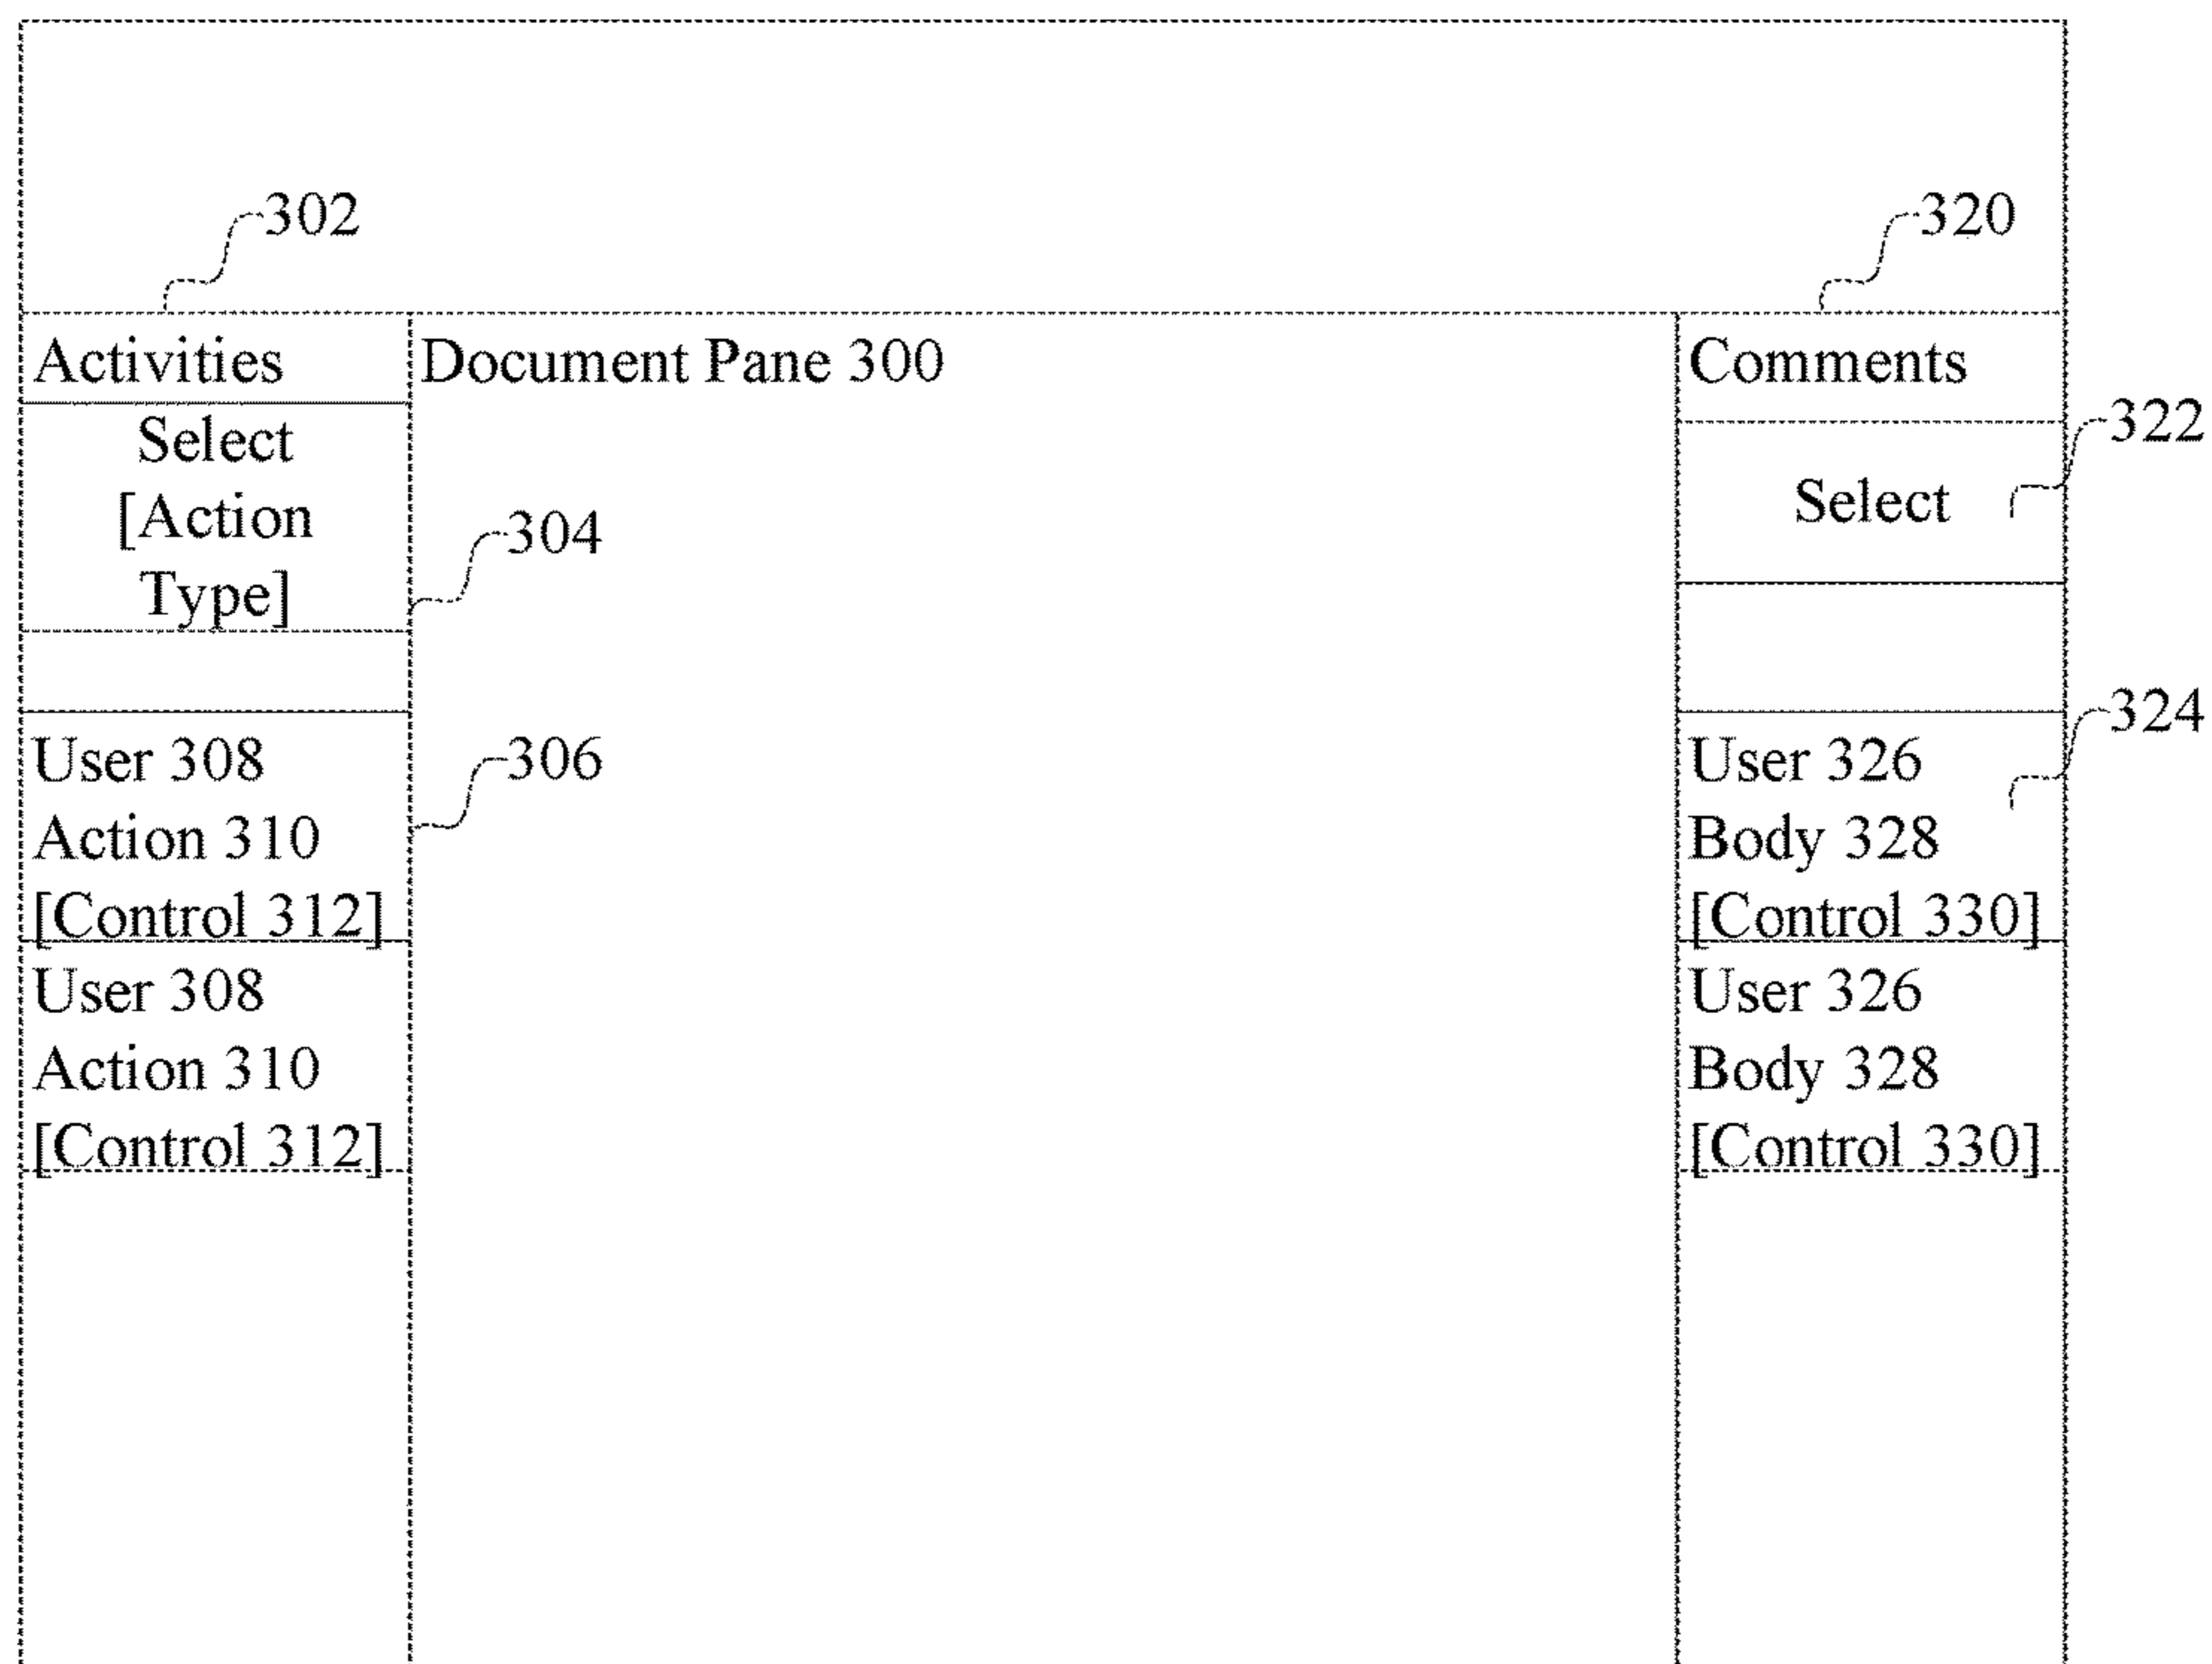 302
320
Activities
Document Pane 300
Comments
322
Select
[Action
Type]
Select
304
324
User 308
Action 310
[Control 312]
306
User 326
Body 328
[Control 330]
User 308
Action 310
[Control 312]
User 326
Body 328
[Control 330]